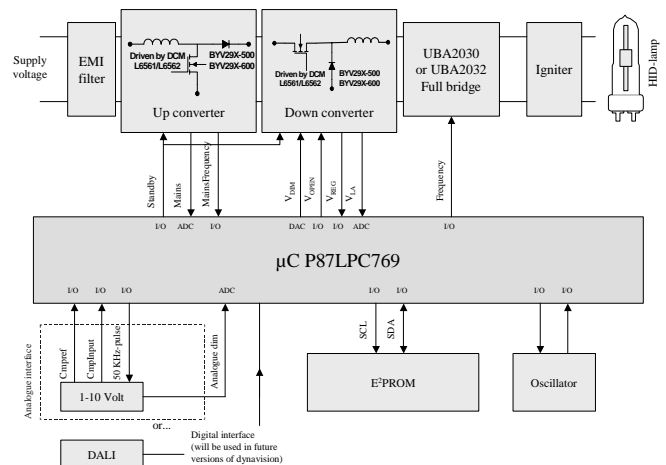 Supply
voltage
EMI
filter
Driven by DCM
L6561/L6562
BYV29X-500
BYV29X-600
Up converter
Driven by DCM
L6561/L6562
BYV29X-500
BYV29X-600
Down converter
UBA2030
or UBA2032
Full bridge
Igniter
HID-lamp
Standby
Mains
MainsFrequency
VDIM
VOPEN
VREG
VLA
Frequency
I/O
ADC
I/O
DAC
I/O
I/O
ADC
I/O
µC P87LPC769
I/O
I/O
I/O
ADC
I/O
I/O
I/O
I/O
Analogue interface
Cmpref
CmpInput
50 KHz-pulse
Analogue dim
SCL
SDA
1-10 Volt
E²PROM
Oscillator
or...
DALI
Digital interface
(will be used in future
versions of dynavision)